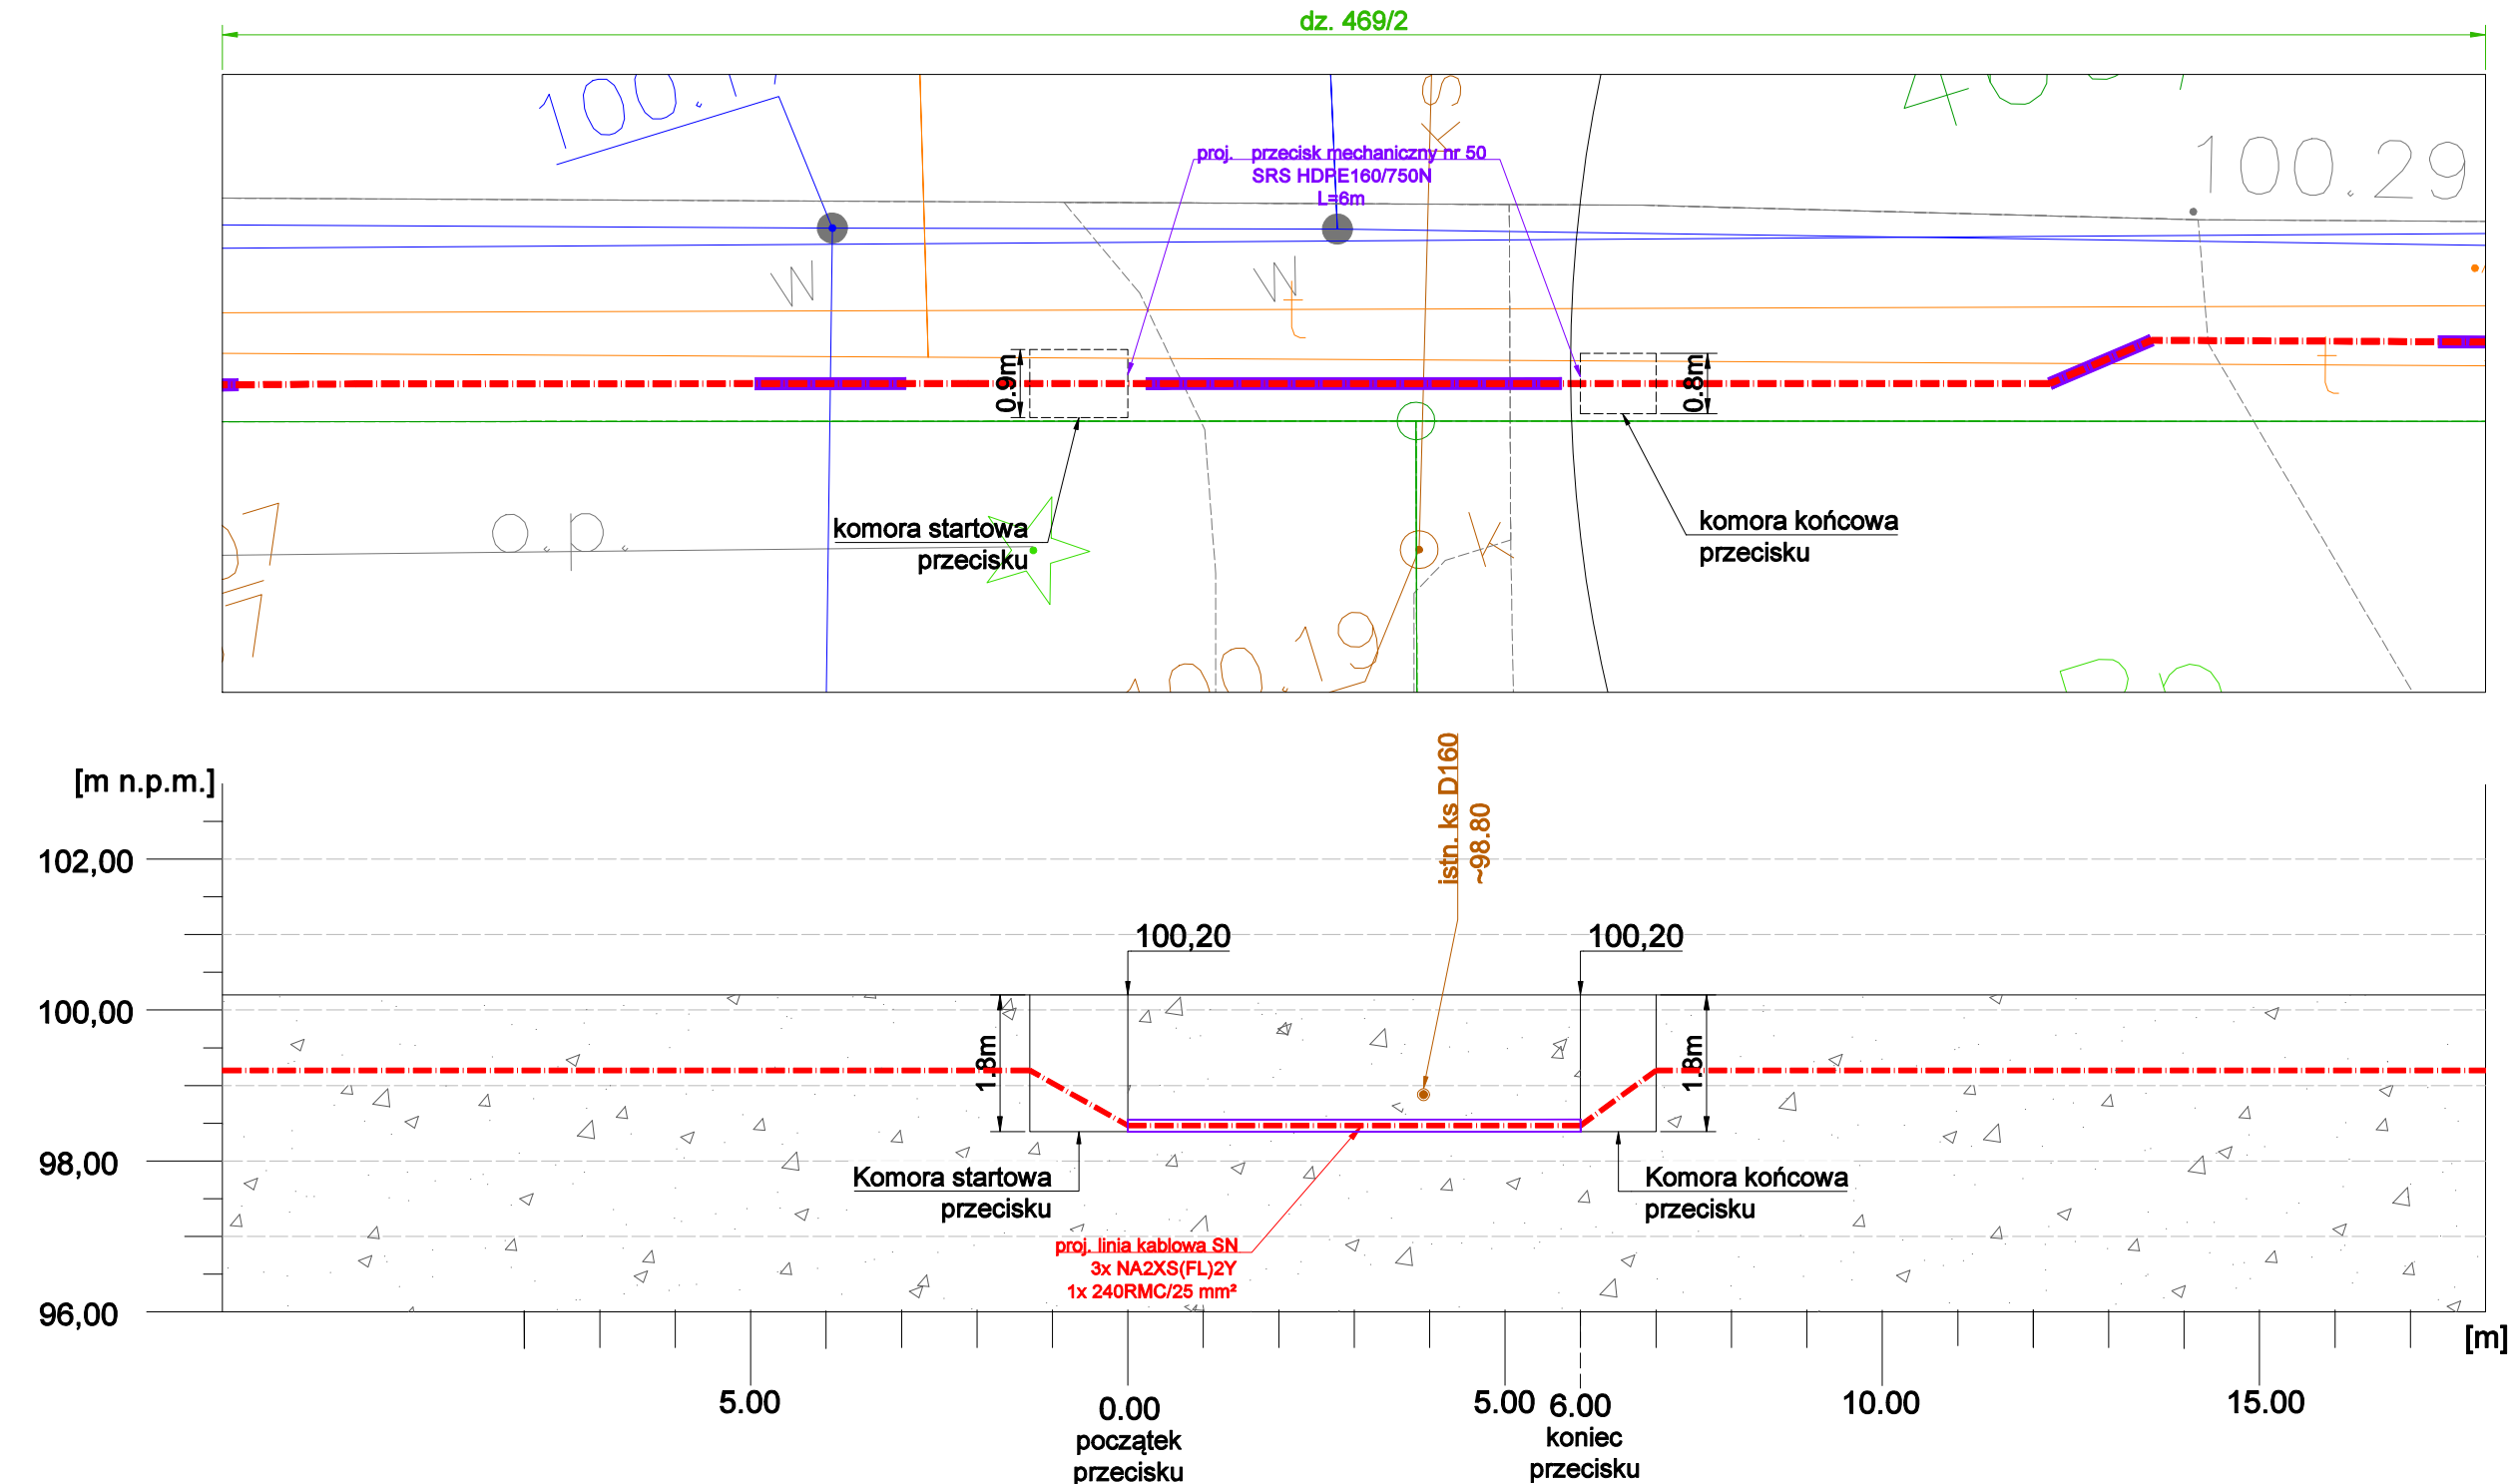 dz. 469/2
100.29
proj. przecisk mechaniczny nr 50
SRS HDPE160/750N
L=6m
ks
w
w
t
t
0.9m
0.8m
o.p.
komora startowa
przecisku
komora końcowa
przecisku
k
100.19
[m n.p.m.]
istn. ks D160
~98.80
102,00
100,20
100,20
100,00
1.8m
1.8m
98,00
Komora startowa
przecisku
Komora końcowa
przecisku
proj. linia kablowa SN
3x NA2XS(FL)2Y
1x 240RMC/25 mm²
96,00
[m]
5.00
0.00
5.00
6.00
10.00
15.00
początek
przecisku
koniec
przecisku